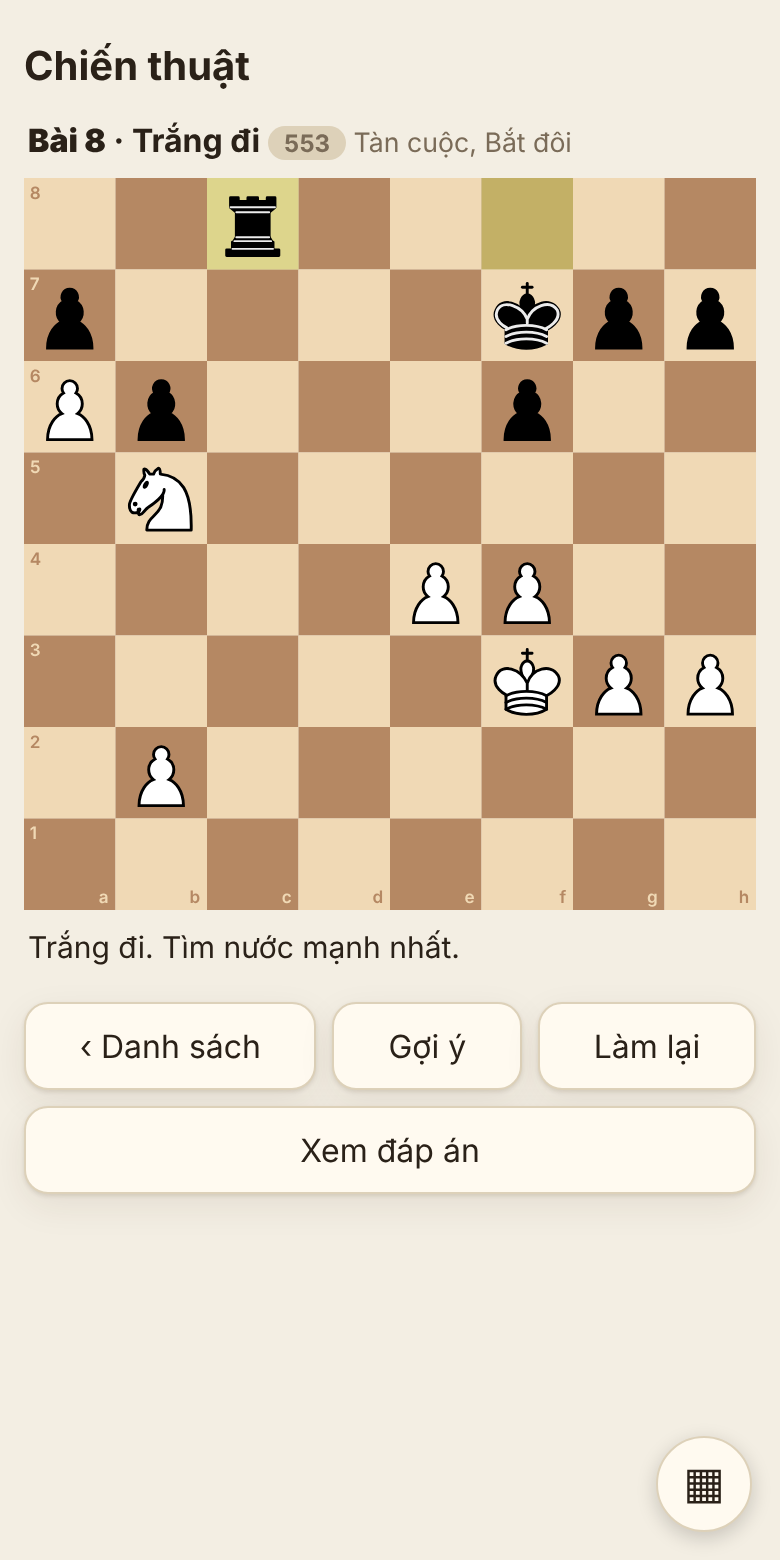 Chiến thuật
Bài 8 · Trắng đi 553 Tàn cuộc, Bắt đôi
8
7
6
5
4
3
2
1
a b c d e f g h
Trắng đi. Tìm nước mạnh nhất.
‹ Danh sách Gợi ý Làm lại
Xem đáp án